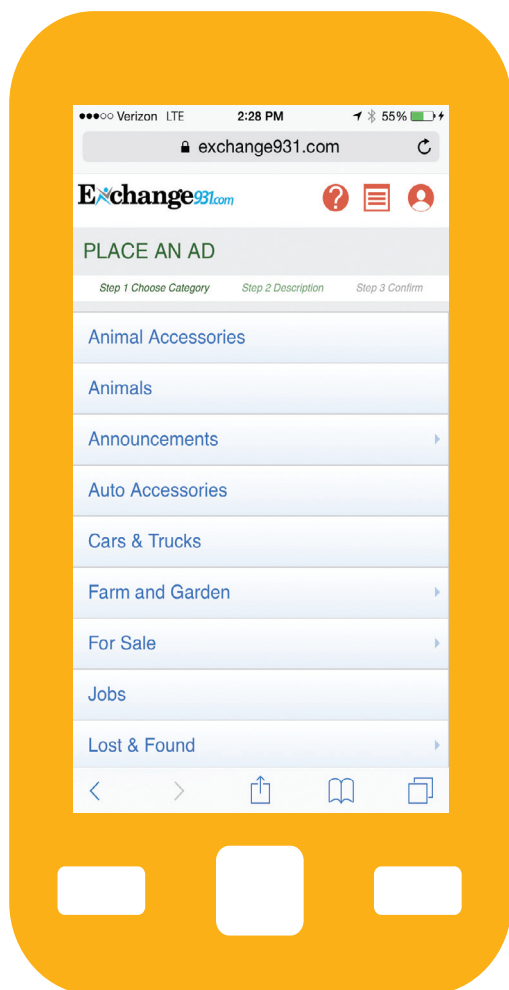 Verizon LTE 2:28 PM 55%
exchange931.com
Exchange931.com ?
PLACE AN AD
Step 1 Choose Category Step 2 Description Step 3 Confirm
Animal Accessories
Animals
Announcements
Auto Accessories
Cars & Trucks
Farm and Garden
For Sale
Jobs
Lost & Found